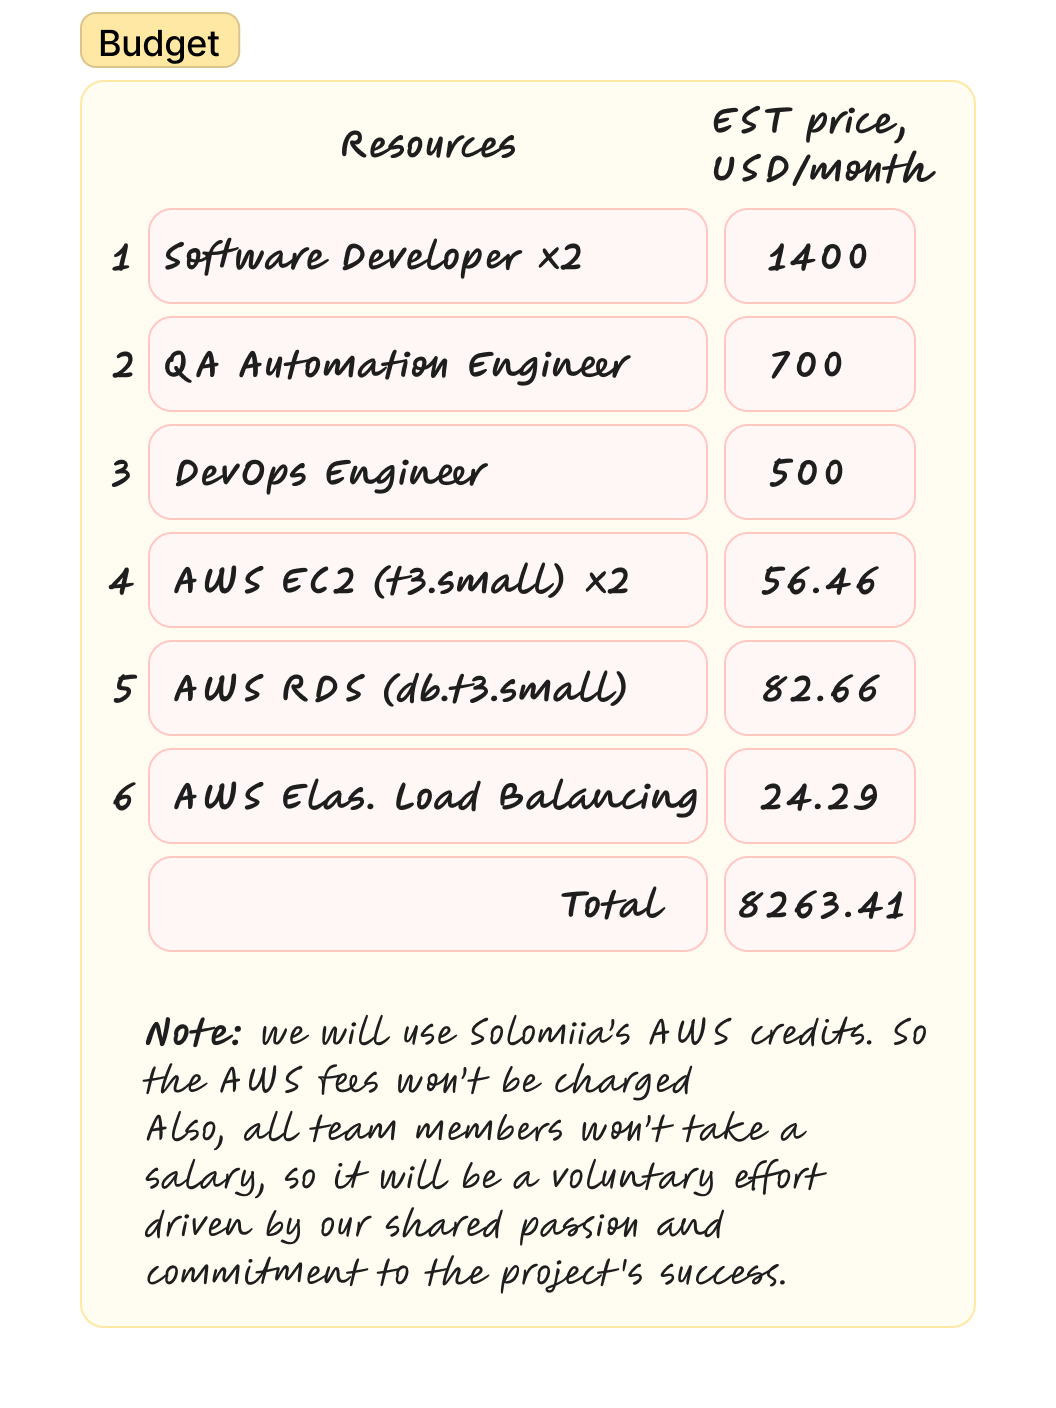 Budget
Resources
EST price,
USD/month
1 Software Developer x2 1400
2 QA Automation Engineer 700
3 DevOps Engineer 500
4 AWS EC2 (t3.small) x2 56.46
5 AWS RDS (db.t3.small) 82.66
6 AWS Elas. Load Balancing 24.29
Total 8263.41
Note: we will use Solomiia's AWS credits. So
the AWS fees won't be charged
Also, all team members won't take a
salary, so it will be a voluntary effort
driven by our shared passion and
commitment to the project's success.